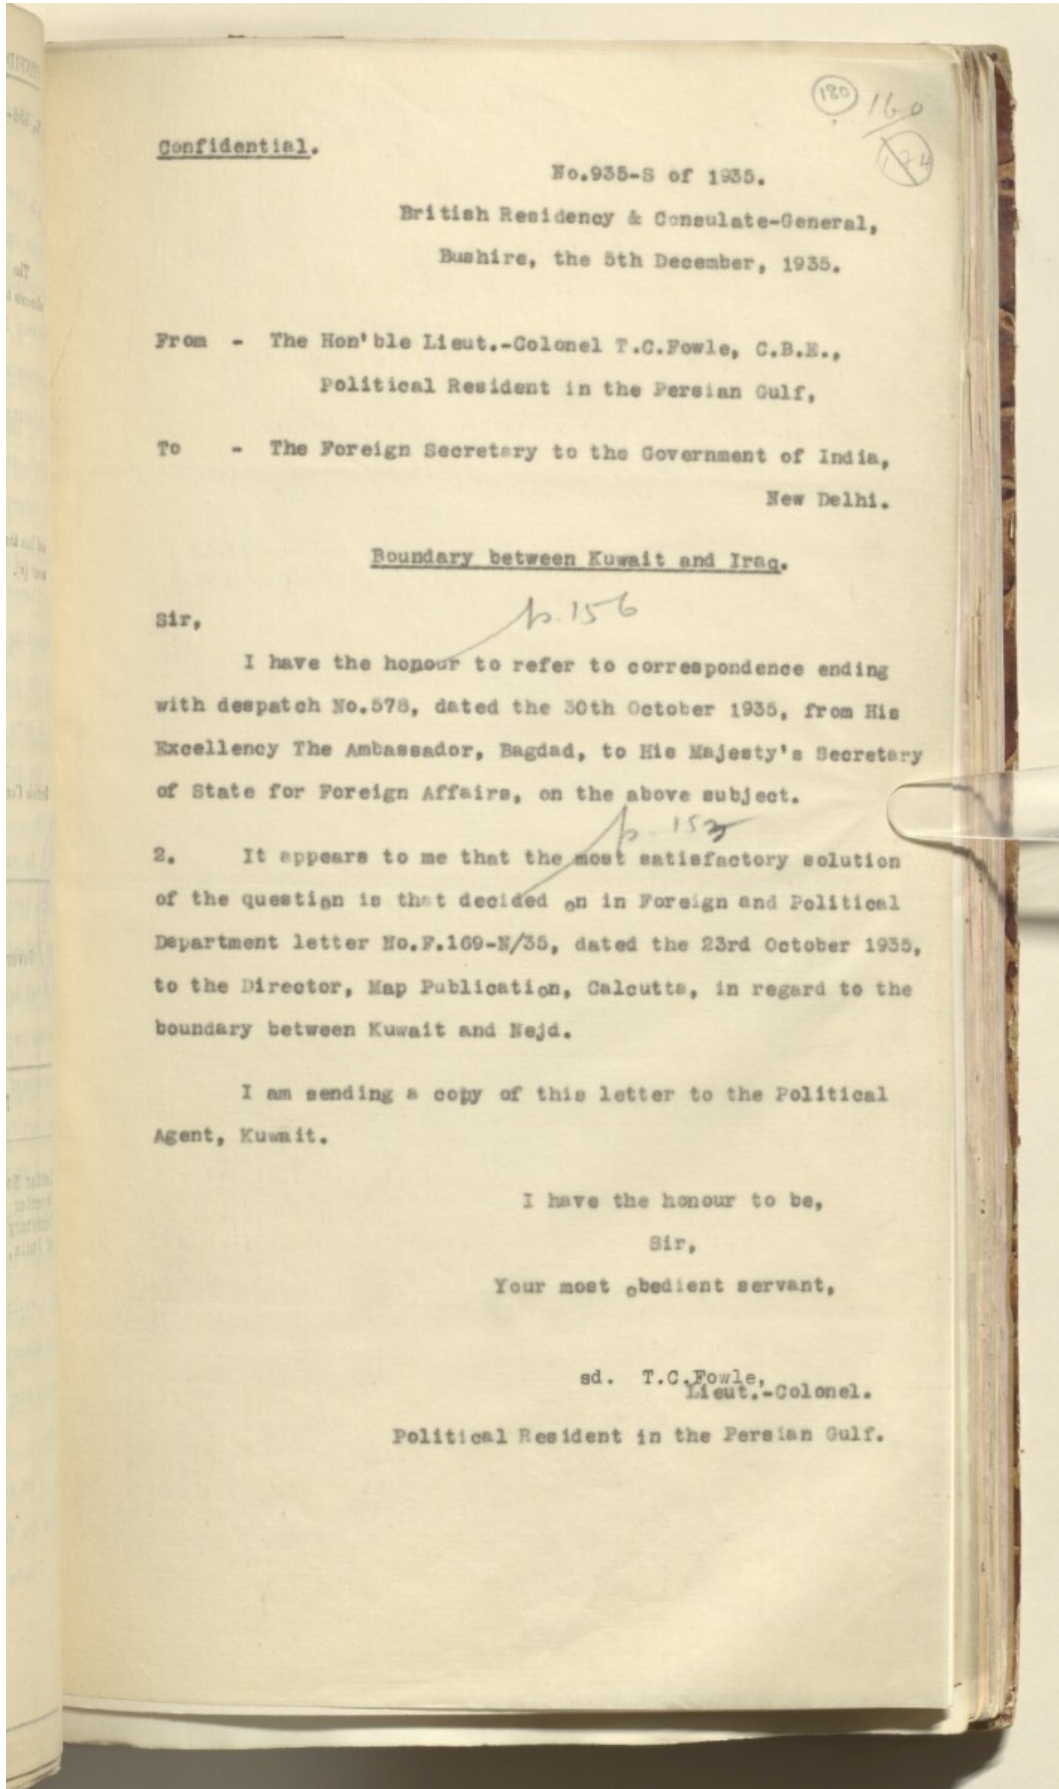 180
160
174
Confidential.
No.935-S of 1935.
British Residency & Consulate-General,
Bushire, the 5th December, 1935.
From - The Hon'ble Lieut.-Colonel T.C.Fowle, C.B.E.,
Political Resident in the Persian Gulf,
To - The Foreign Secretary to the Government of India,
New Delhi.
Boundary between Kuwait and Iraq.
p.156
Sir,
I have the honour to refer to correspondence ending
with despatch No.578, dated the 30th October 1935, from His
Excellency The Ambassador, Bagdad, to His Majesty's Secretary
of State for Foreign Affairs, on the above subject.
p. 152
2. It appears to me that the most satisfactory solution
of the question is that decided on in Foreign and Political
Department letter No.F.169-N/35, dated the 23rd October 1935,
to the Director, Map Publication, Calcutta, in regard to the
boundary between Kuwait and Nejd.
I am sending a copy of this letter to the Political
Agent, Kuwait.
I have the honour to be,
Sir,
Your most obedient servant,
sd. T.C.Fowle,
Lieut.-Colonel.
Political Resident in the Persian Gulf.